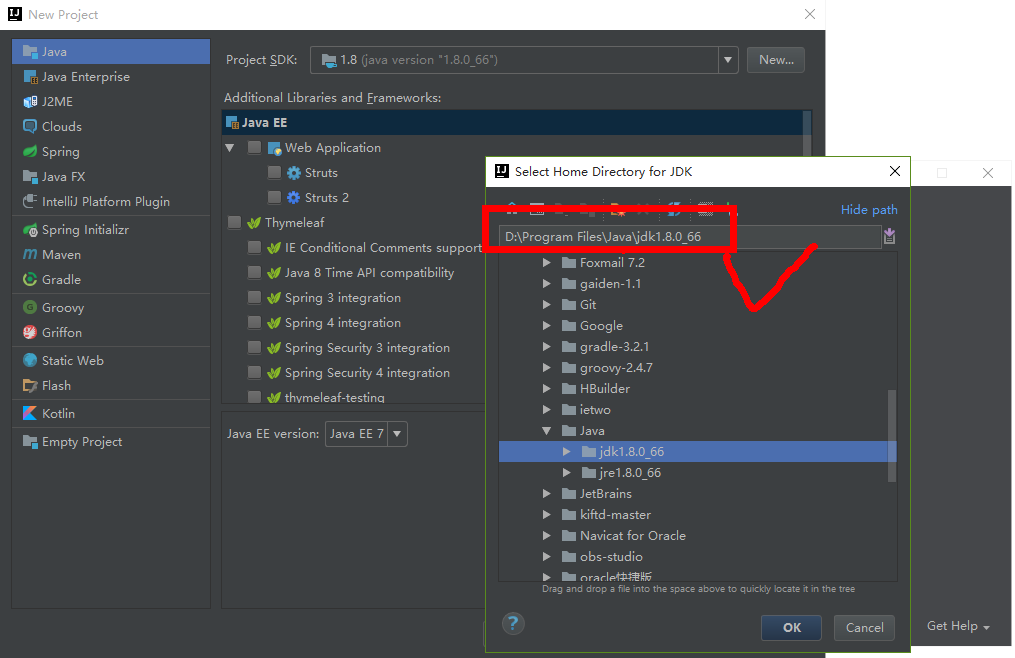 New Project
Java
Java Enterprise
J2ME
Clouds
Spring
Java FX
IntelliJ Platform Plugin
Spring Initializr
Maven
Gradle
Groovy
Griffon
Static Web
Flash
Kotlin
Empty Project
Project SDK:
1.8 (java version "1.8.0_66")
New...
Additional Libraries and Frameworks:
Java EE
Web Application
Struts
Struts 2
Thymeleaf
IE Conditional Comments support
Java 8 Time API compatibility
Spring 3 integration
Spring 4 integration
Spring Security 3 integration
Spring Security 4 integration
thymeleaf-testing
Java EE version:
Java EE 7
Select Home Directory for JDK
Hide path
D:\Program Files\Java\jdk1.8.0_66
Foxmail 7.2
gaiden-1.1
Git
Google
gradle-3.2.1
groovy-2.4.7
HBuilder
ietwo
Java
jdk1.8.0_66
jre1.8.0_66
JetBrains
kiftd-master
Navicat for Oracle
obs-studio
oracle快捷版
Drag and drop a file into the space above to quickly locate it in the tree
?
OK
Cancel
Get Help